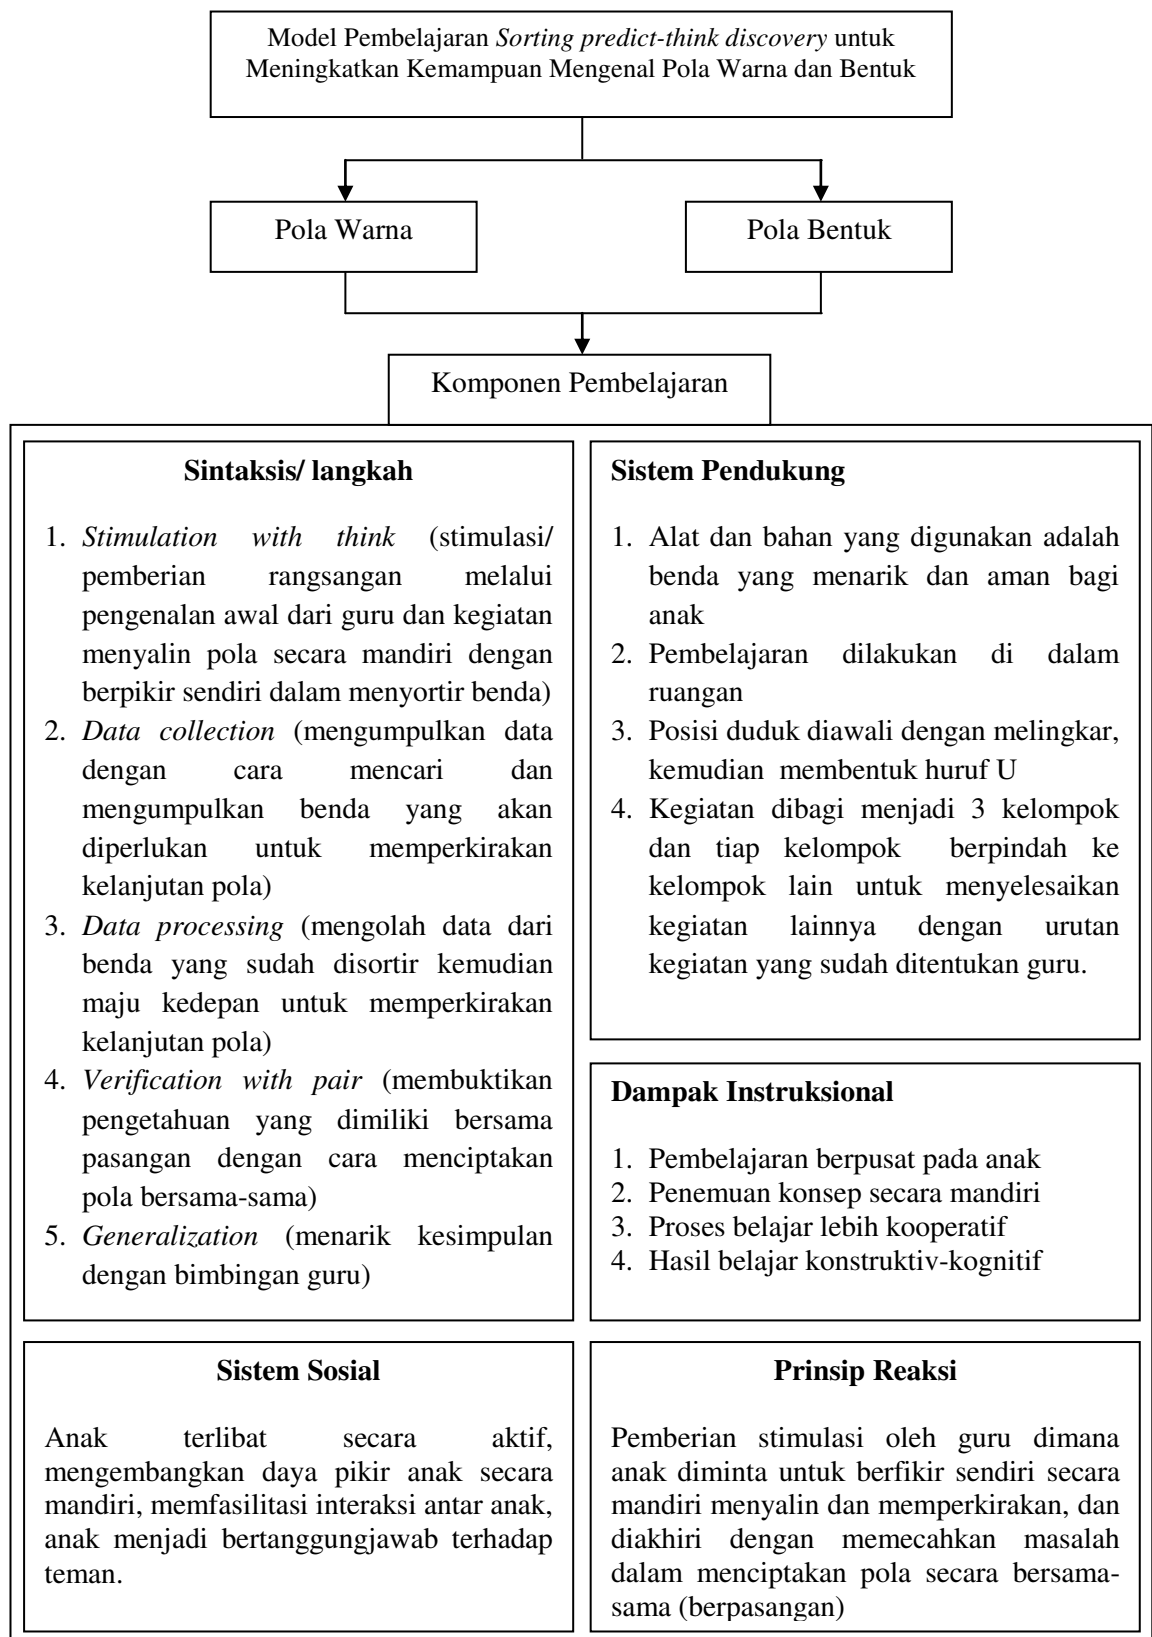 Model Pembelajaran Sorting predict-think discovery untuk
Meningkatkan Kemampuan Mengenal Pola Warna dan Bentuk
Pola Warna
Pola Bentuk
Komponen Pembelajaran
Sintaksis/ langkah
1. Stimulation with think (stimulasi/
pemberian rangsangan melalui
pengenalan awal dari guru dan kegiatan
menyalin pola secara mandiri dengan
berpikir sendiri dalam menyortir benda)
2. Data collection (mengumpulkan data
dengan cara mencari dan
mengumpulkan benda yang akan
diperlukan untuk memperkirakan
kelanjutan pola)
3. Data processing (mengolah data dari
benda yang sudah disortir kemudian
maju kedepan untuk memperkirakan
kelanjutan pola)
4. Verification with pair (membuktikan
pengetahuan yang dimiliki bersama
pasangan dengan cara menciptakan
pola bersama-sama)
5. Generalization (menarik kesimpulan
dengan bimbingan guru)
Sistem Pendukung
1. Alat dan bahan yang digunakan adalah
benda yang menarik dan aman bagi
anak
2. Pembelajaran dilakukan di dalam
ruangan
3. Posisi duduk diawali dengan melingkar,
kemudian membentuk huruf U
4. Kegiatan dibagi menjadi 3 kelompok
dan tiap kelompok berpindah ke
kelompok lain untuk menyelesaikan
kegiatan lainnya dengan urutan
kegiatan yang sudah ditentukan guru.
Dampak Instruksional
1. Pembelajaran berpusat pada anak
2. Penemuan konsep secara mandiri
3. Proses belajar lebih kooperatif
4. Hasil belajar konstruktiv-kognitif
Sistem Sosial
Anak terlibat secara aktif,
mengembangkan daya pikir anak secara
mandiri, memfasilitasi interaksi antar anak,
anak menjadi bertanggungjawab terhadap
teman.
Prinsip Reaksi
Pemberian stimulasi oleh guru dimana
anak diminta untuk berfikir sendiri secara
mandiri menyalin dan memperkirakan, dan
diakhiri dengan memecahkan masalah
dalam menciptakan pola secara bersama-
sama (berpasangan)